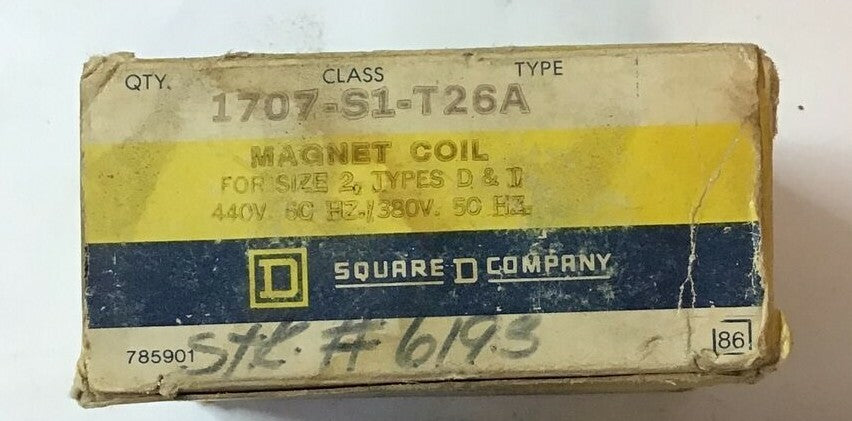 QTY. CLASS TYPE
1707-S1-T26A
MAGNET COIL
FOR SIZE 2, TYPES D &
440V. 60 HZ./380V. 50 HZ.
D SQUARE D COMPANY
785901 # 6193 86